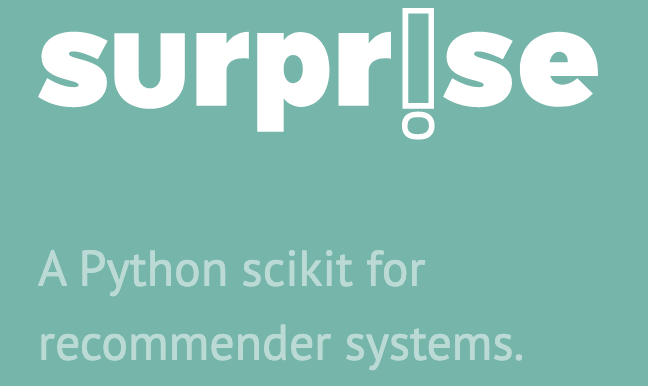 surpr!se
A Python scikit for
recommender systems.